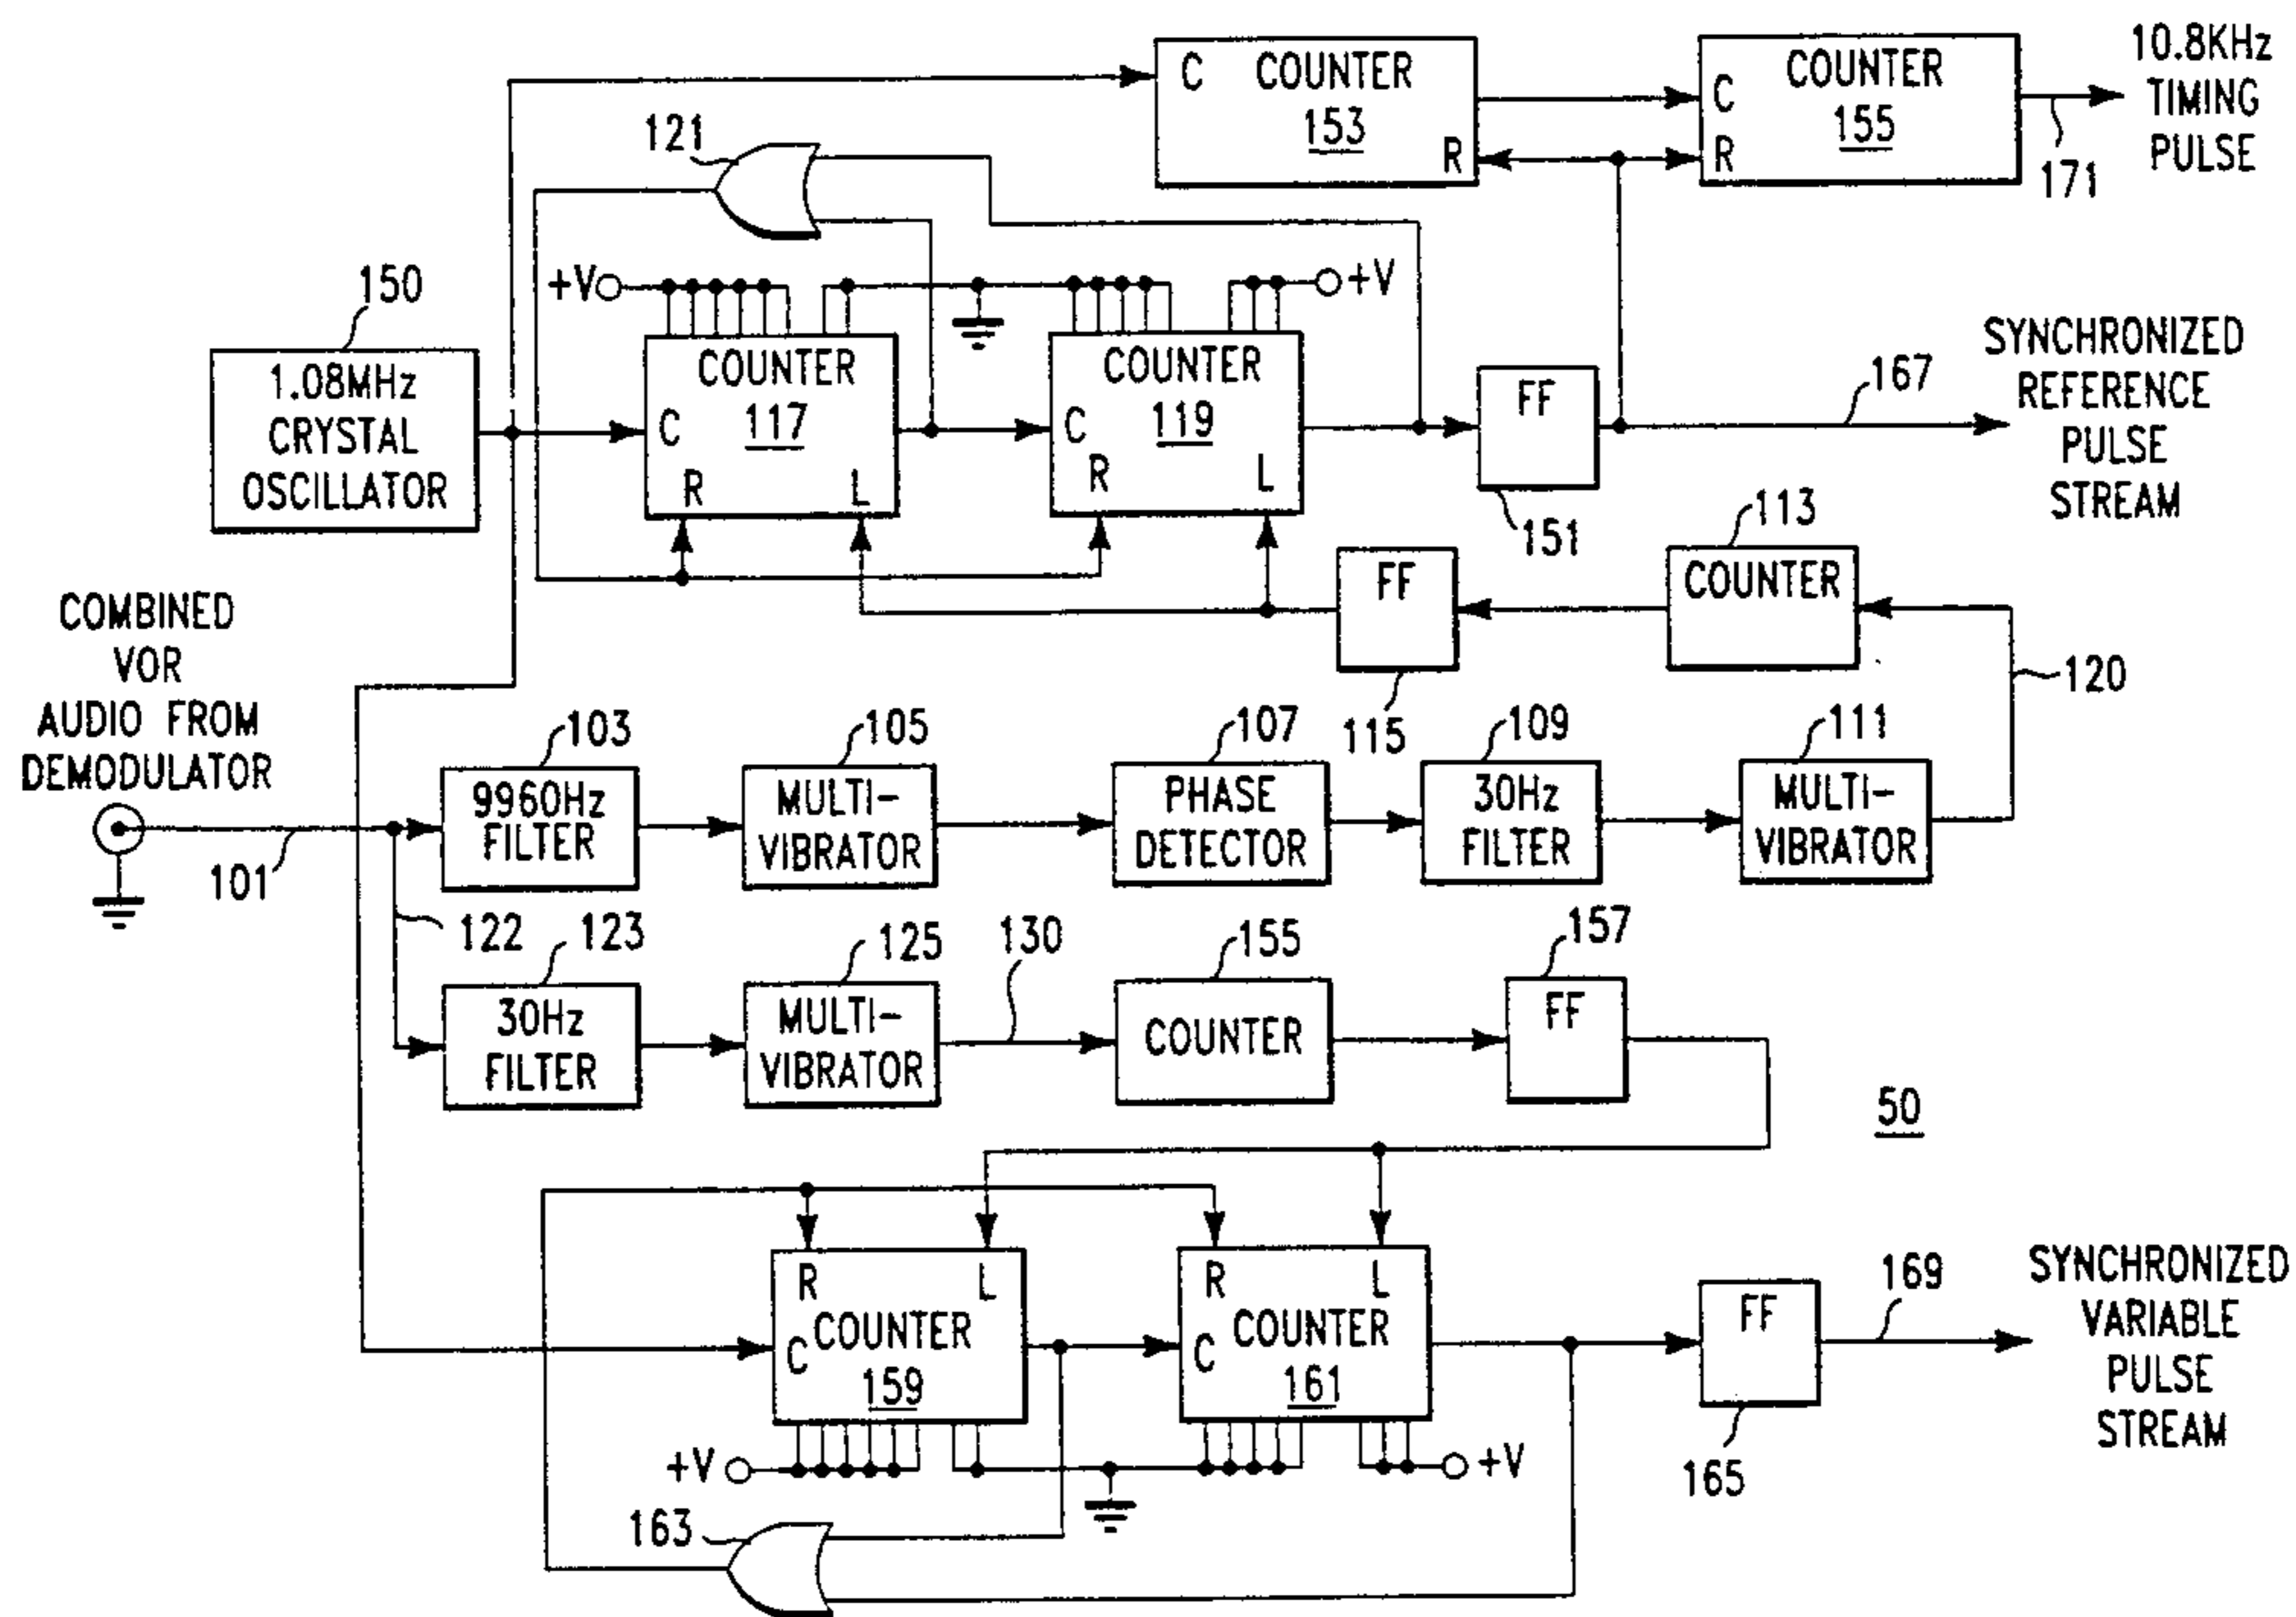 10.8KHz
TIMING
PULSE
171
C COUNTER
153
R
C COUNTER
155
R
121
+V
+V
150
1.08MHz
CRYSTAL
OSCILLATOR
COUNTER
C 117
R L
COUNTER
C 119
R L
FF
151
167
SYNCHRONIZED
REFERENCE
PULSE
STREAM
113
COUNTER
FF
115
120
COMBINED
VOR
AUDIO FROM
DEMODULATOR
101
103
9960Hz
FILTER
105
MULTI-
VIBRATOR
107
PHASE
DETECTOR
109
30Hz
FILTER
111
MULTI-
VIBRATOR
122
123
30Hz
FILTER
125
MULTI-
VIBRATOR
130
155
COUNTER
157
FF
50
R L
C COUNTER
159
R L
C COUNTER
161
+V
+V
163
FF
165
169
SYNCHRONIZED
VARIABLE
PULSE
STREAM